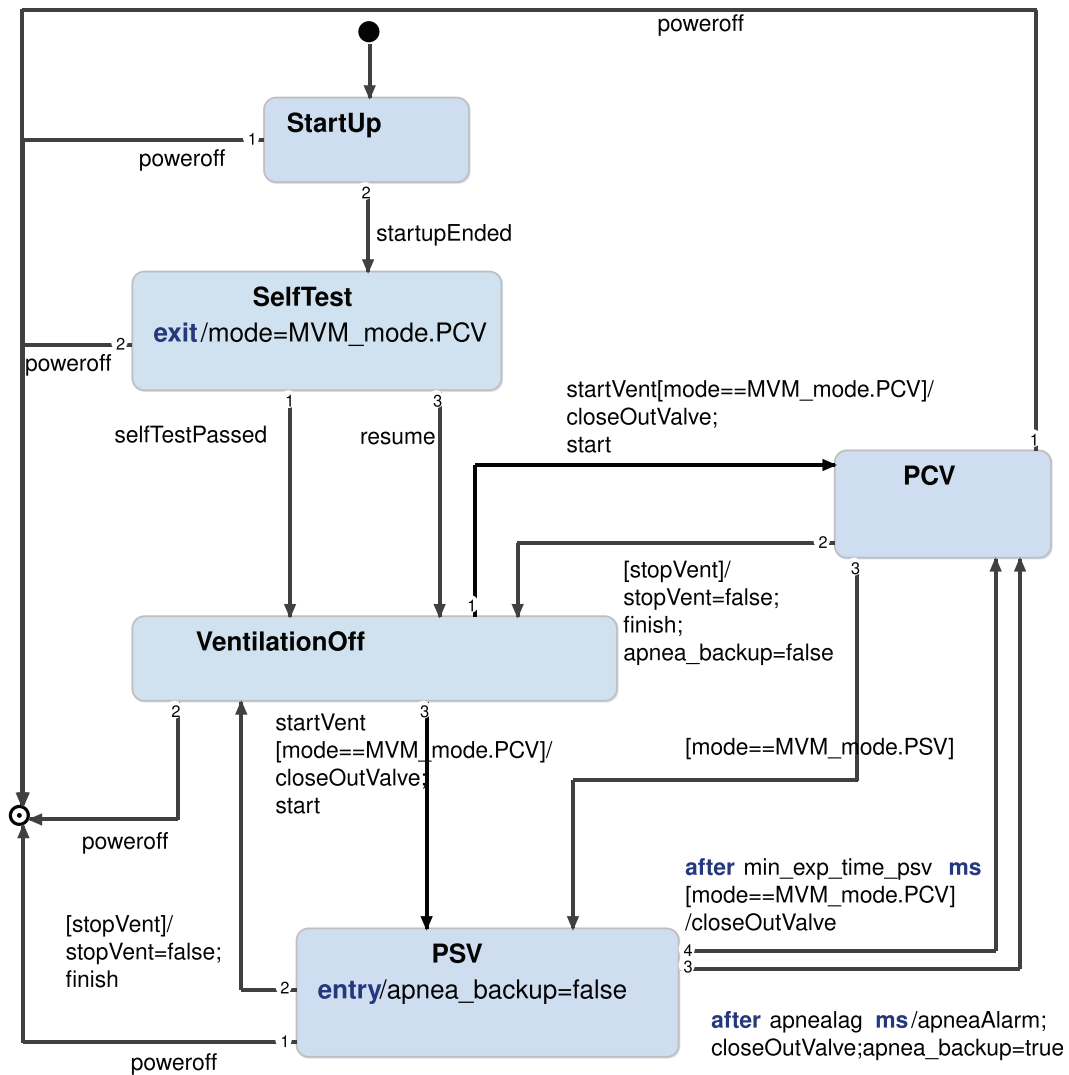 poweroff
StartUp
1
poweroff
2
startupEnded
SelfTest
exit/mode=MVM_mode.PCV
2
poweroff
1
3
selfTestPassed
resume
startVent[mode==MVM_mode.PCV]/
closeOutValve;
start
1
PCV
2
3
[stopVent]/
stopVent=false;
finish;
apnea_backup=false
1
VentilationOff
2
3
startVent
[mode==MVM_mode.PCV]/
closeOutValve;
start
[mode==MVM_mode.PSV]
poweroff
after min_exp_time_psv ms
[mode==MVM_mode.PCV]
/closeOutValve
[stopVent]/
stopVent=false;
finish
PSV
entry/apnea_backup=false
4
3
2
1
poweroff
after apnealag ms/apneaAlarm;
closeOutValve;apnea_backup=true